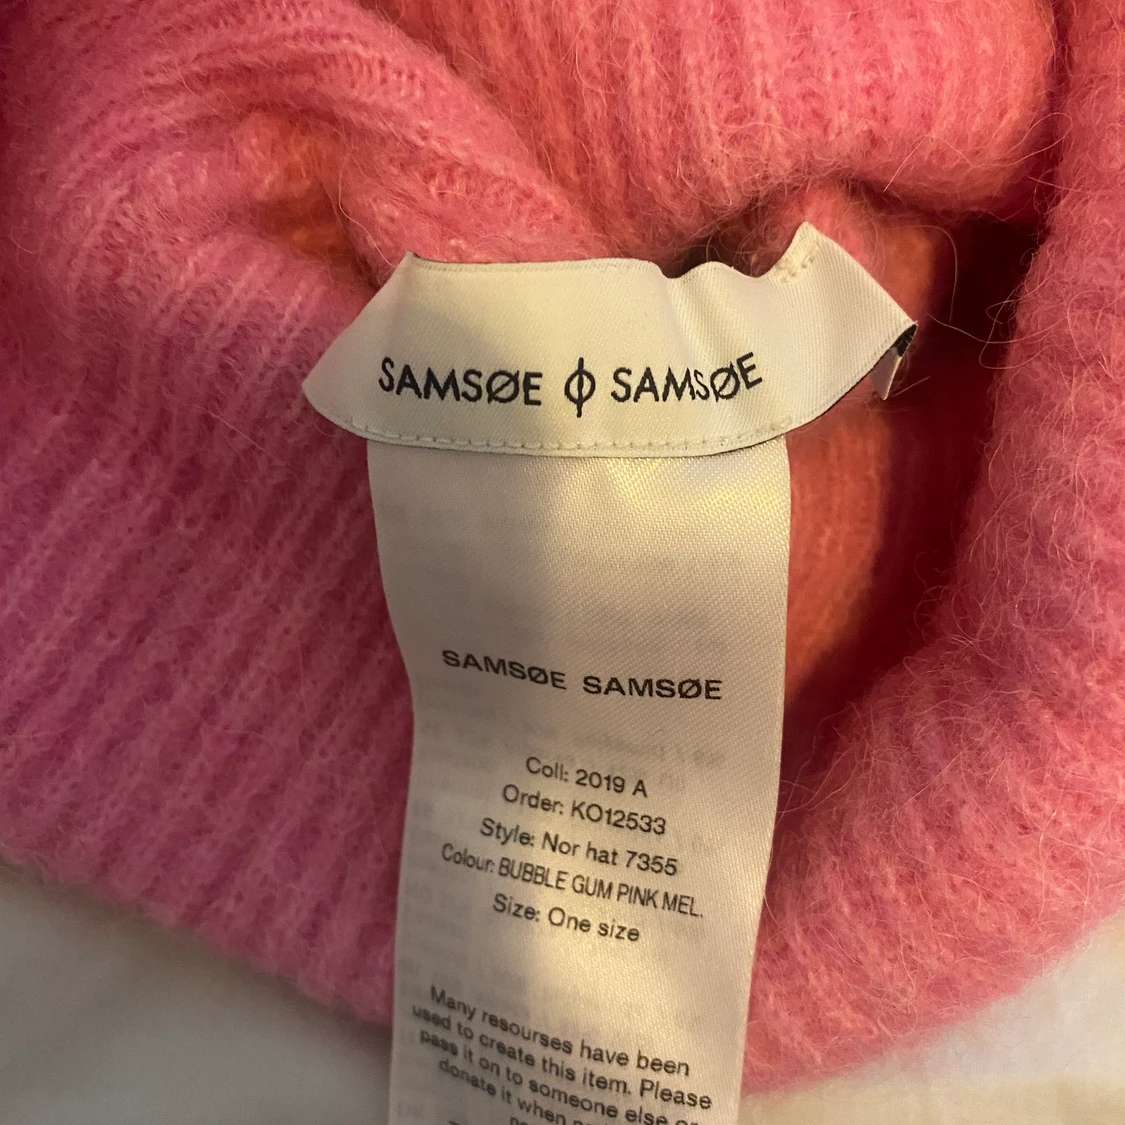 SAMSØE ϕ SAMSØE
SAMSØE SAMSØE
Coll: 2019 A
Order: KO12533
Style: Nor hat 7355
Colour: BUBBLE GUM PINK MEL.
Size: One size
Many resourses have been
used to create this item. Please
pass it on to someone else or
donate it when